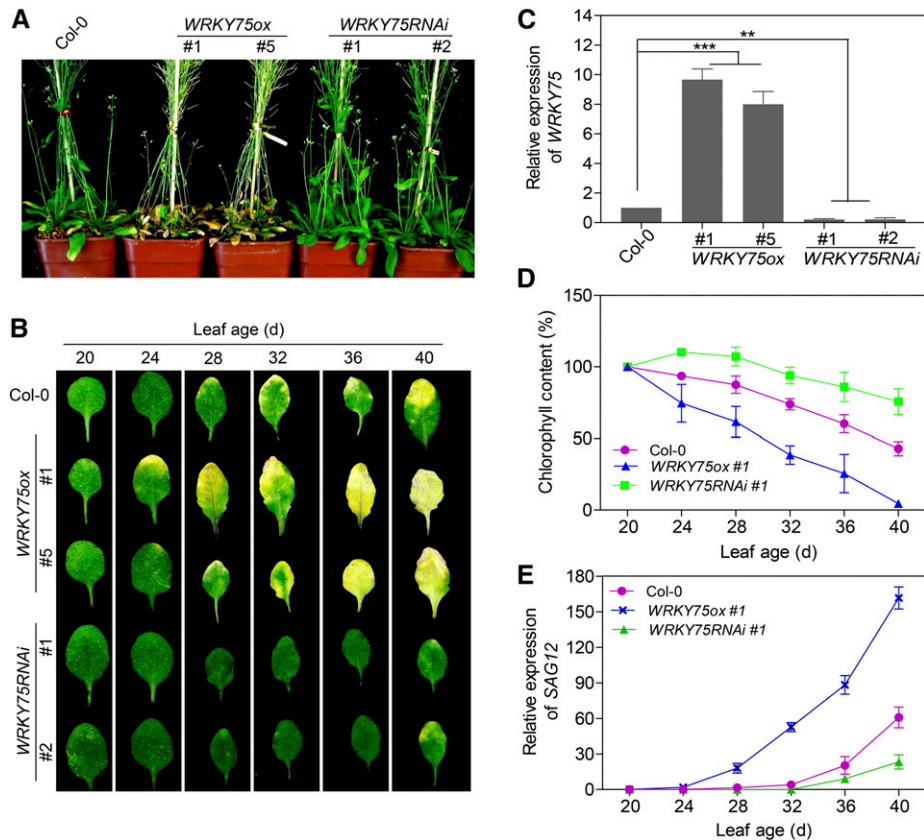 A
Col-0
WRKY75ox
WRKY75RNAi
#1 #5 #1 #2
B
Leaf age (d)
20 24 28 32 36 40
Col-0
WRKY75ox
#1
#5
WRKY75RNAi
#1
#2
C
Relative expression
of WRKY75
14
12
10
8
6
4
2
0
***
**
Col-0
#1 #5 #1 #2
WRKY75ox WRKY75RNAi
D
Chlorophyll content (%)
150
100
50
0
Col-0
WRKY75ox #1
WRKY75RNAi #1
20 24 28 32 36 40
Leaf age (d)
E
Relative expression
of SAG12
180
150
120
90
60
30
0
Col-0
WRKY75ox #1
WRKY75RNAi #1
20 24 28 32 36 40
Leaf age (d)